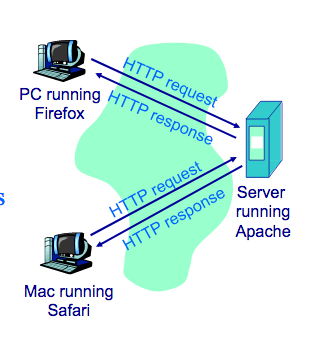 HTTP request
PC running
Firefox
HTTP response
HTTP request
s
Server
running
Apache
HTTP response
Mac running
Safari